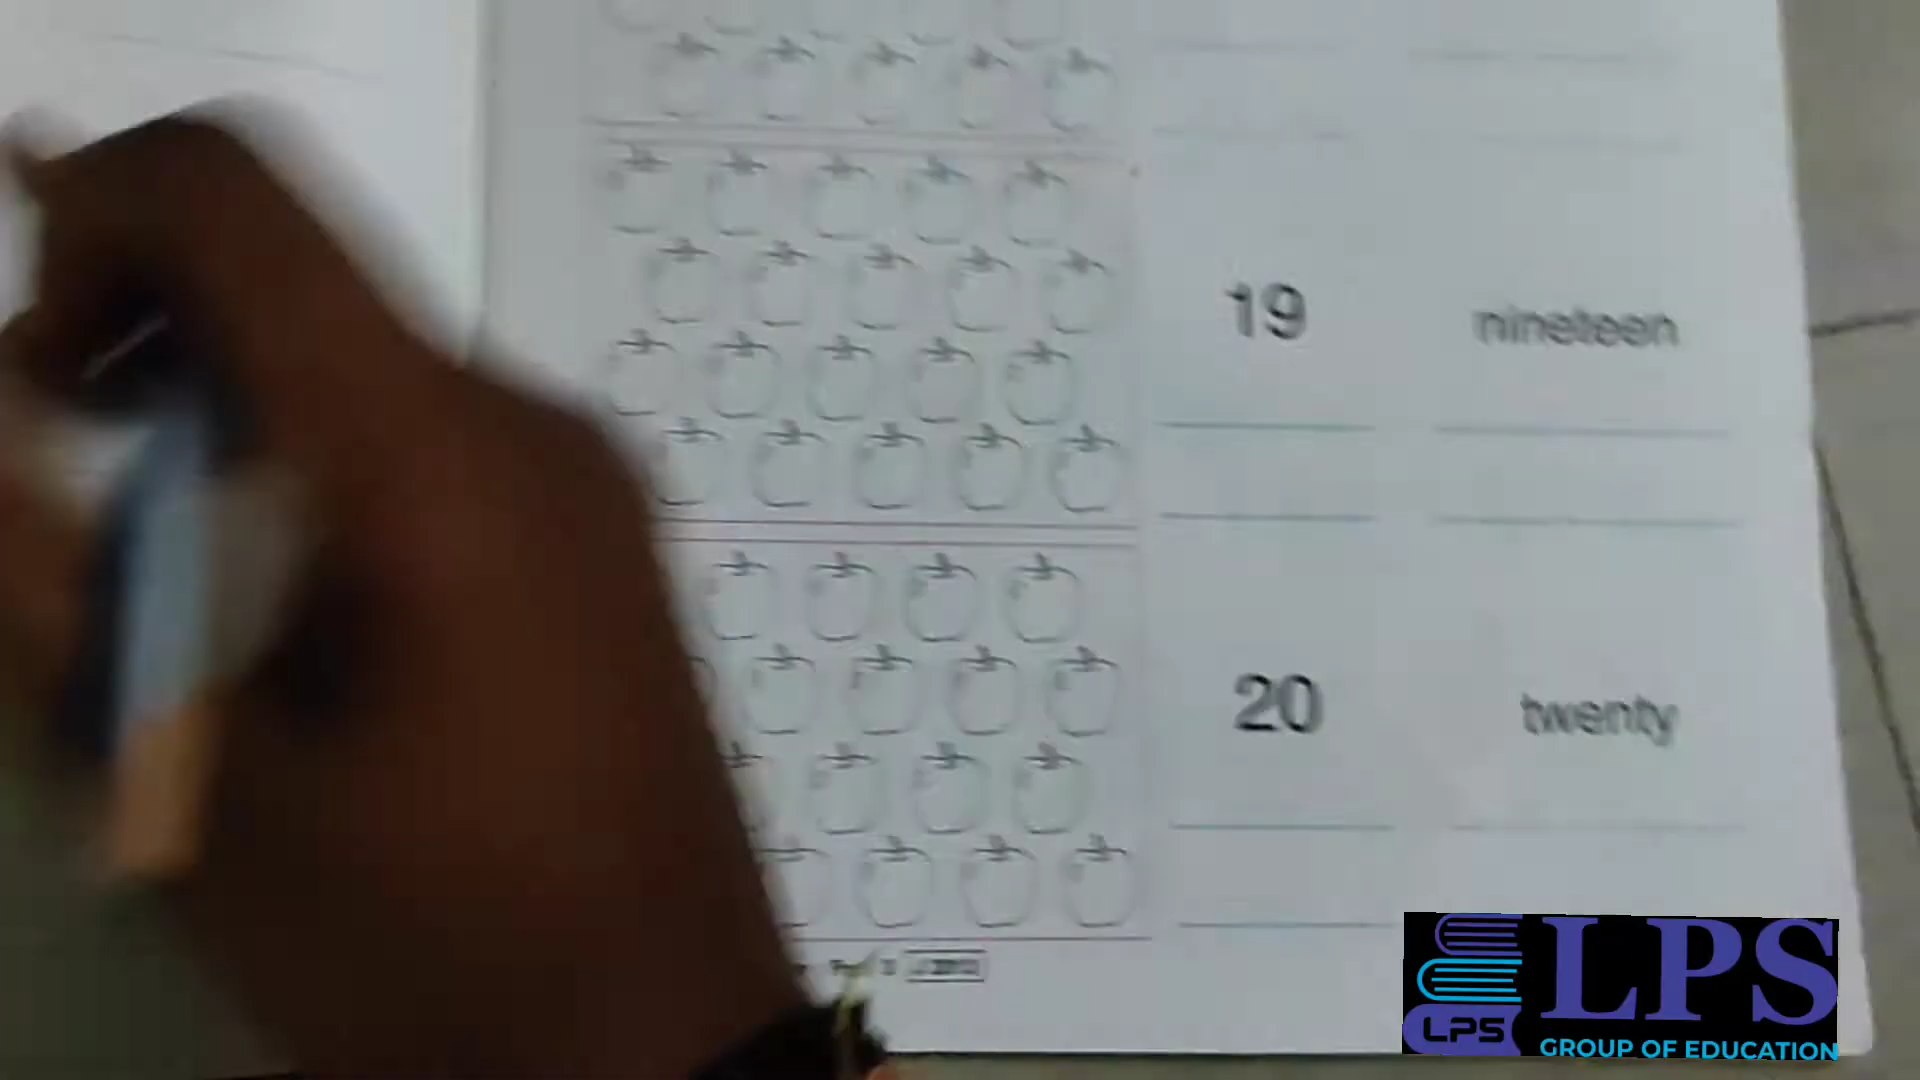 19 nineteen
20 twenty
LPS
LPS
GROUP OF EDUCATION